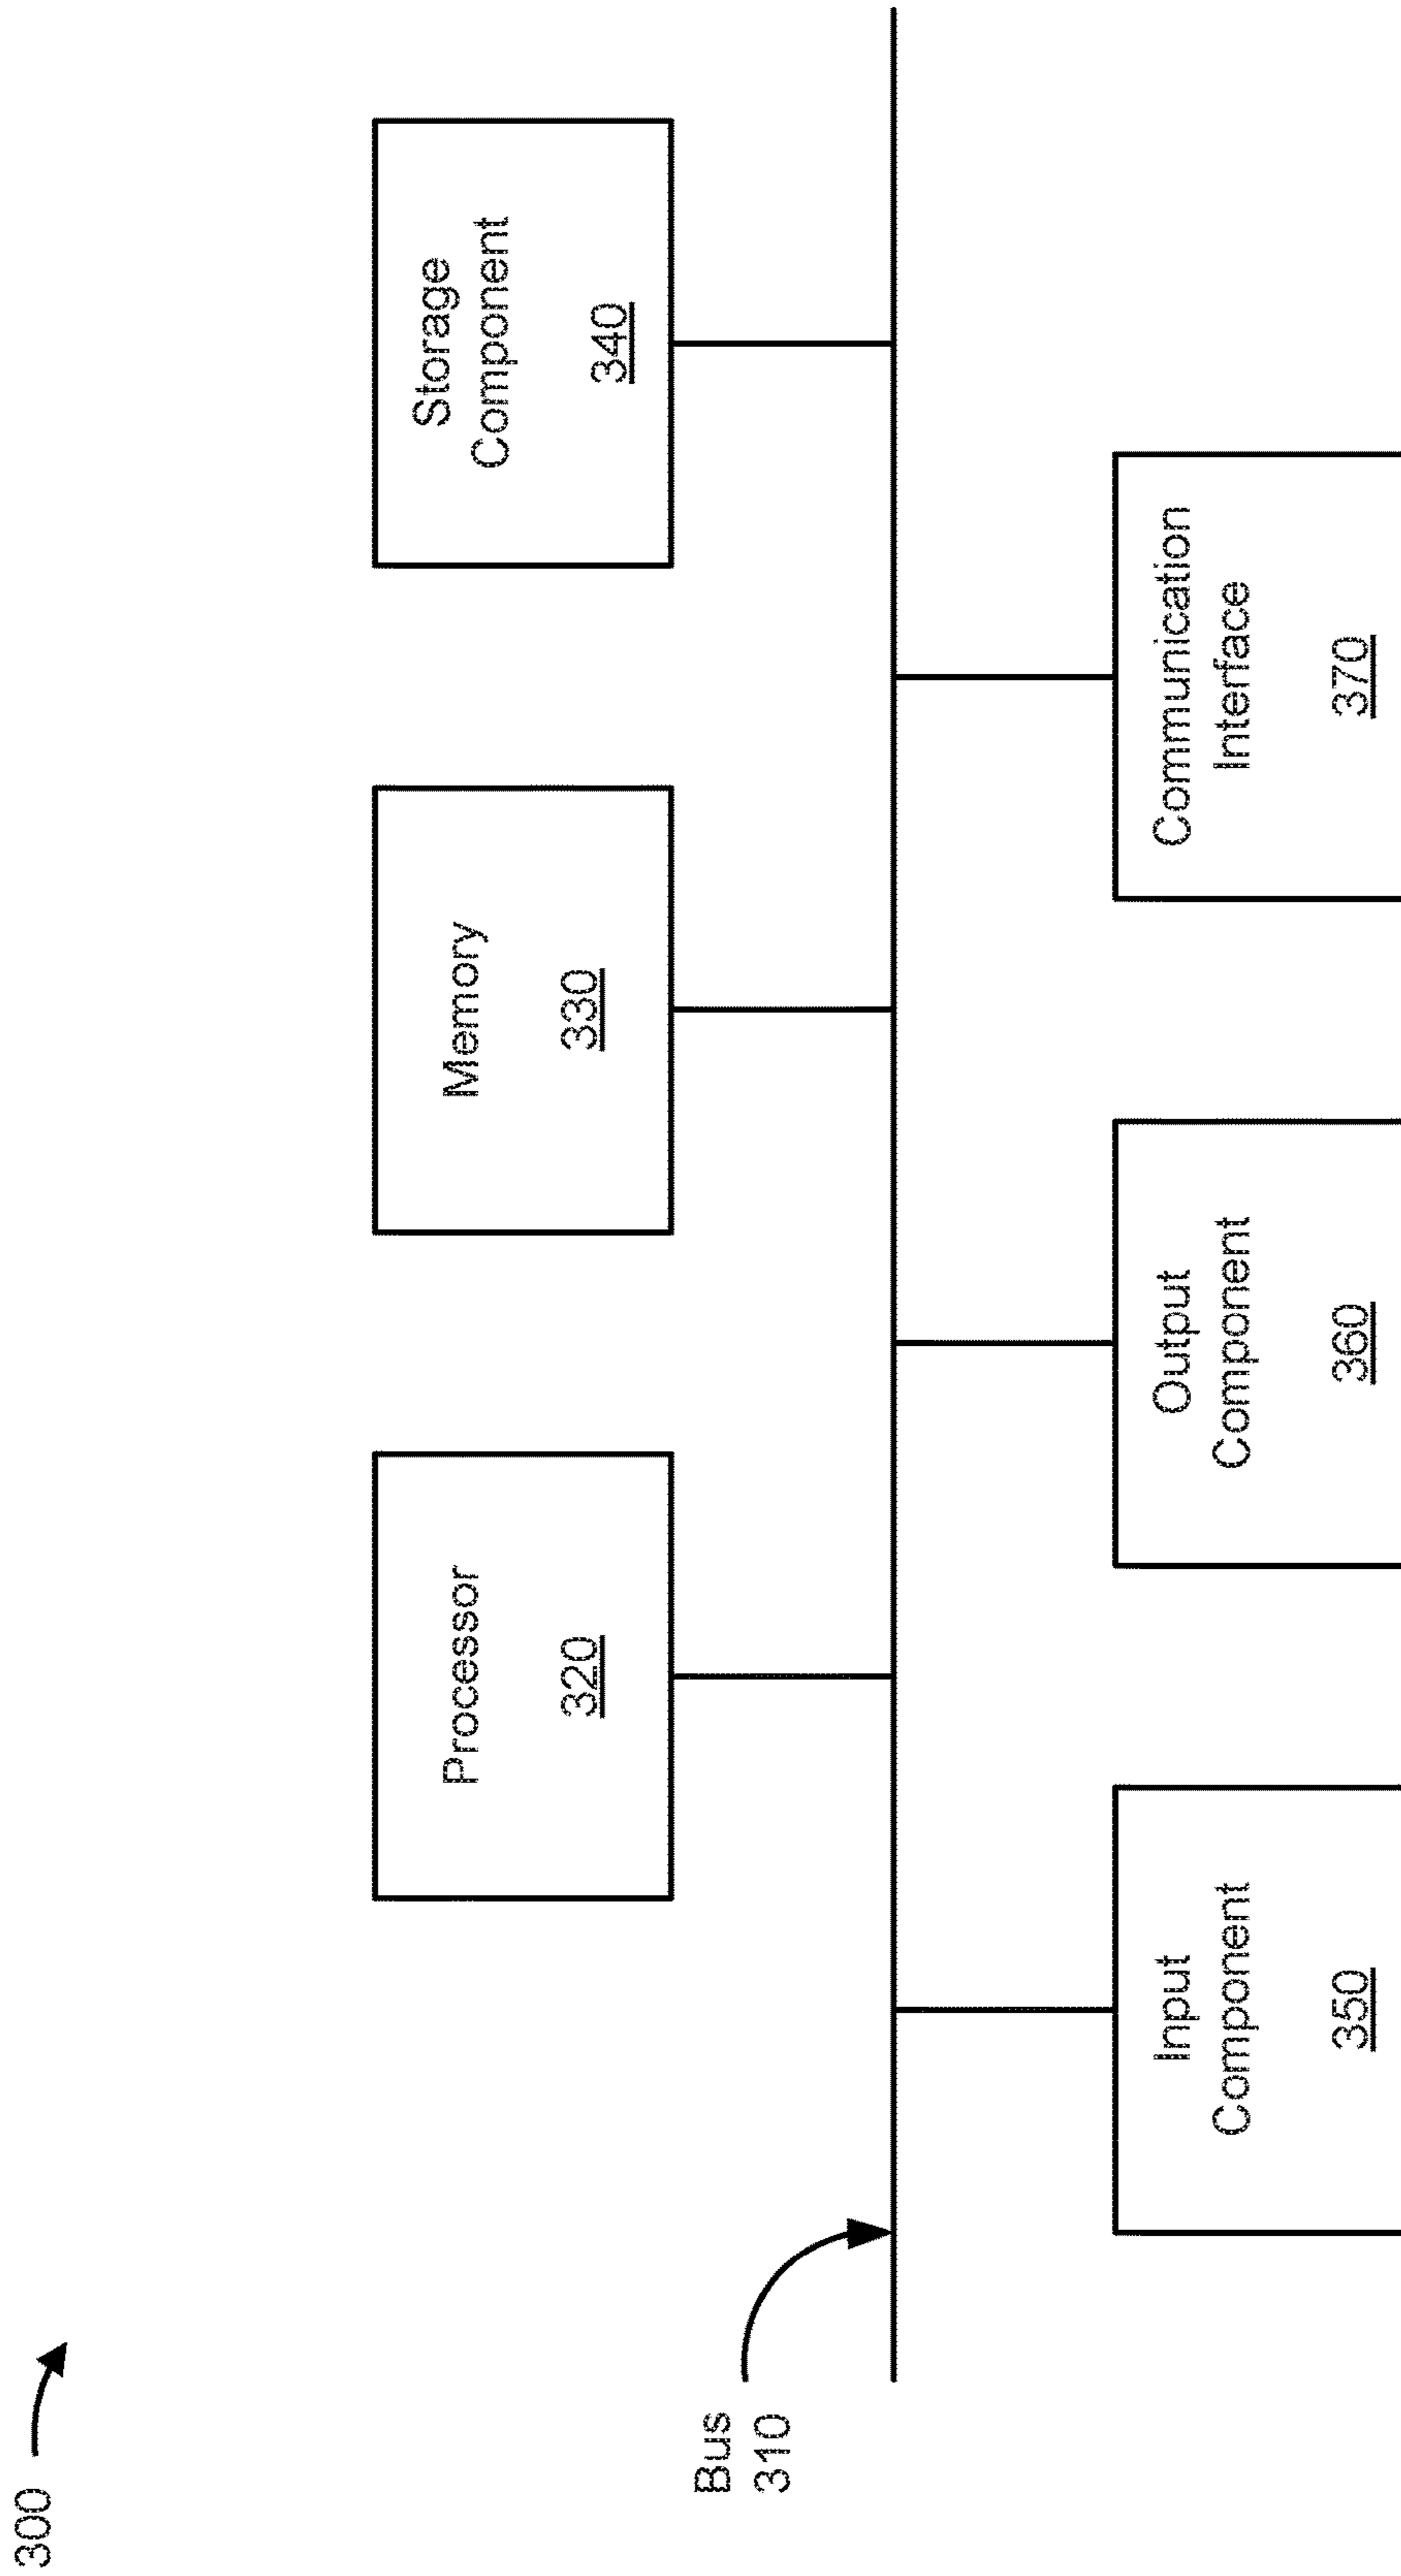 300
Processor
320
Memory
330
Storage
Component
340
Bus
310
Input
Component
350
Output
Component
360
Communication
Interface
370